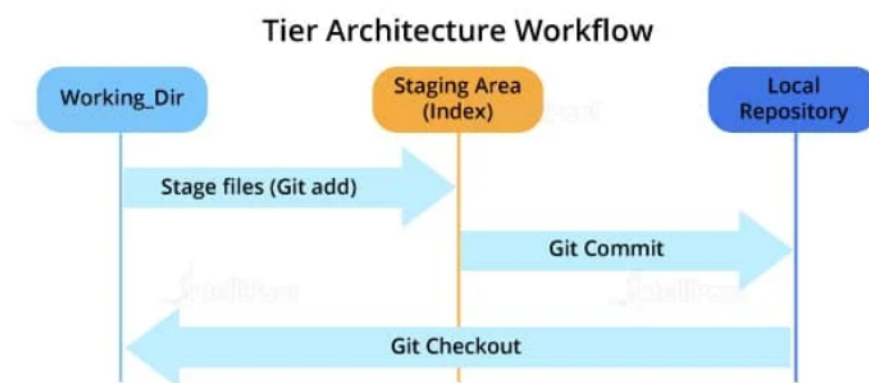 Tier Architecture Workflow
Working_Dir
Staging Area
(Index)
Local
Repository
Stage files (Git add)
Git Commit
Git Checkout